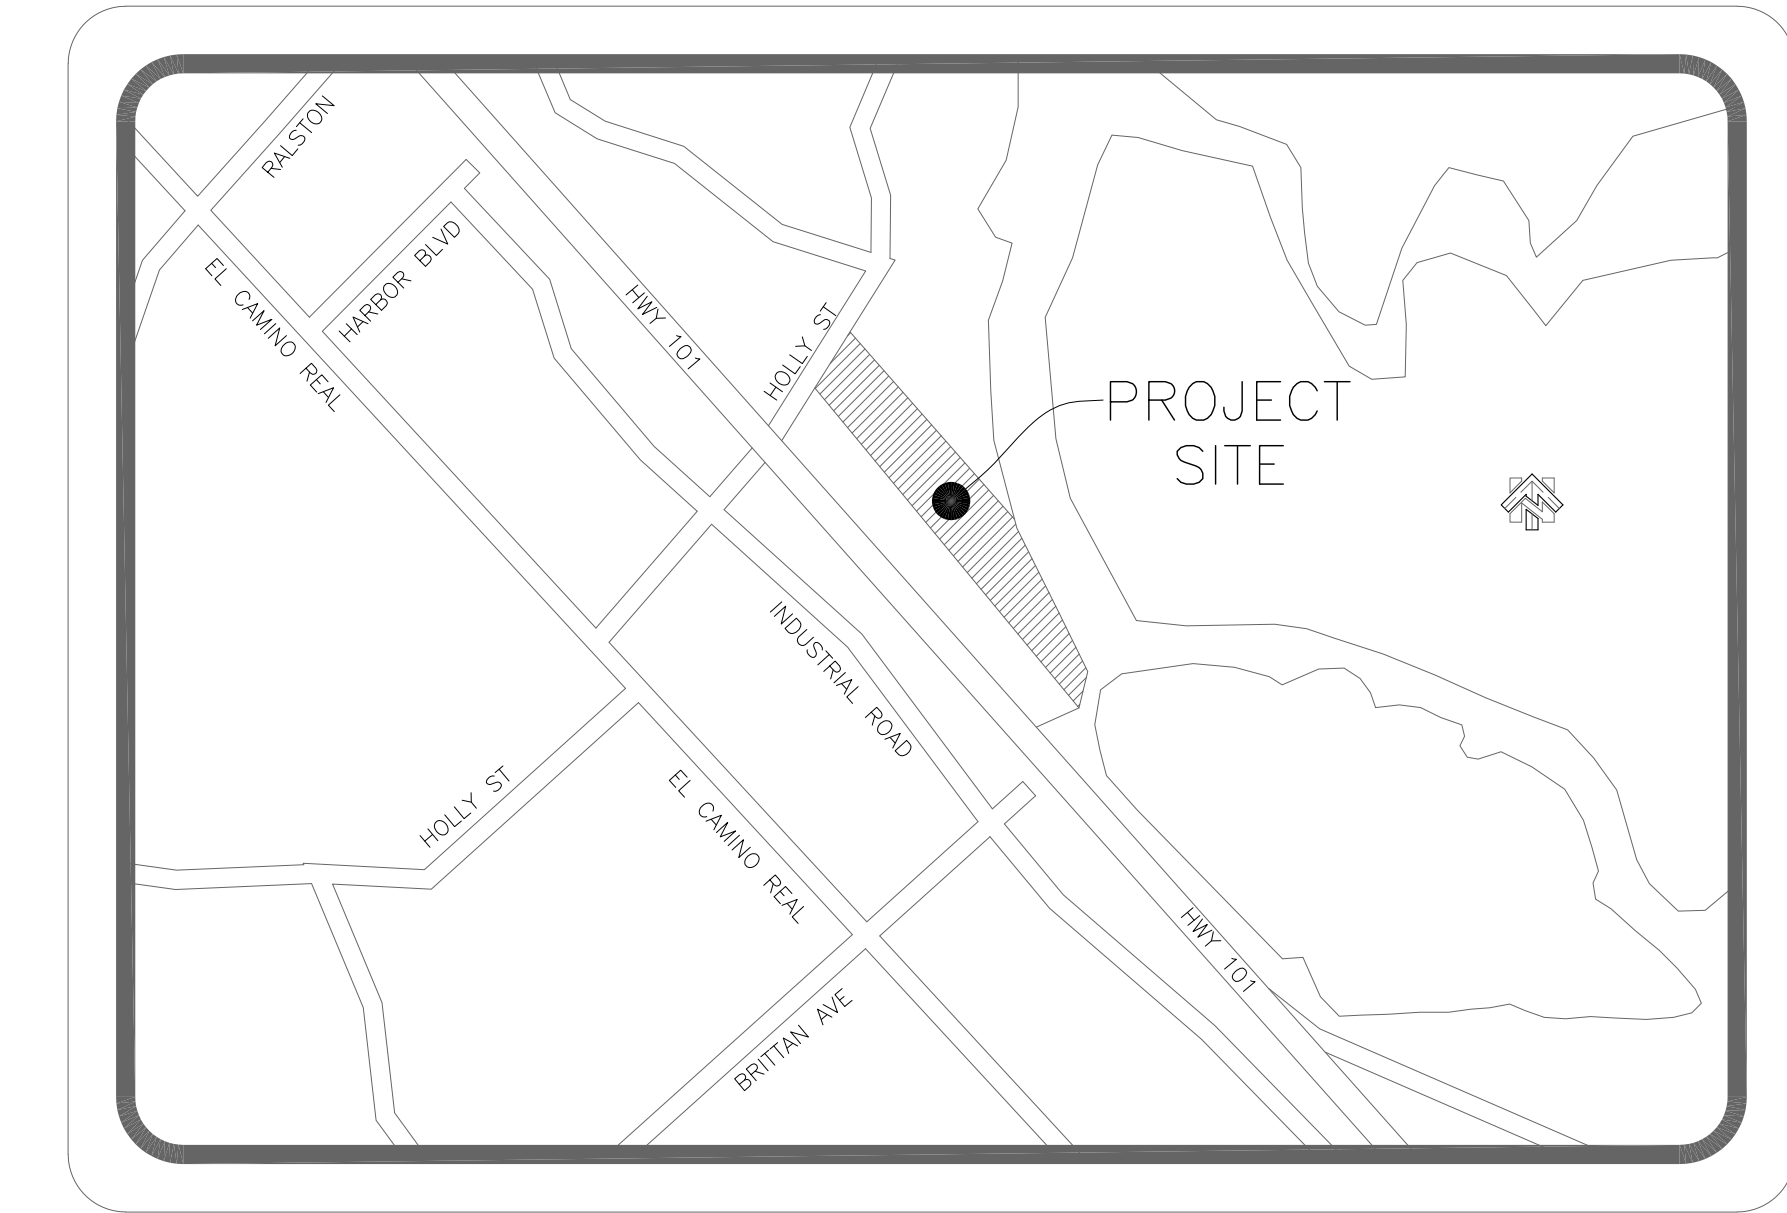 RALSTON
HARBOR BLVD
EL CAMINO REAL
HWY 101
HOLLY ST
PROJECT
SITE
INDUSTRIAL ROAD
HOLLY ST
EL CAMINO REAL
HWY 101
BRITTAN AVE